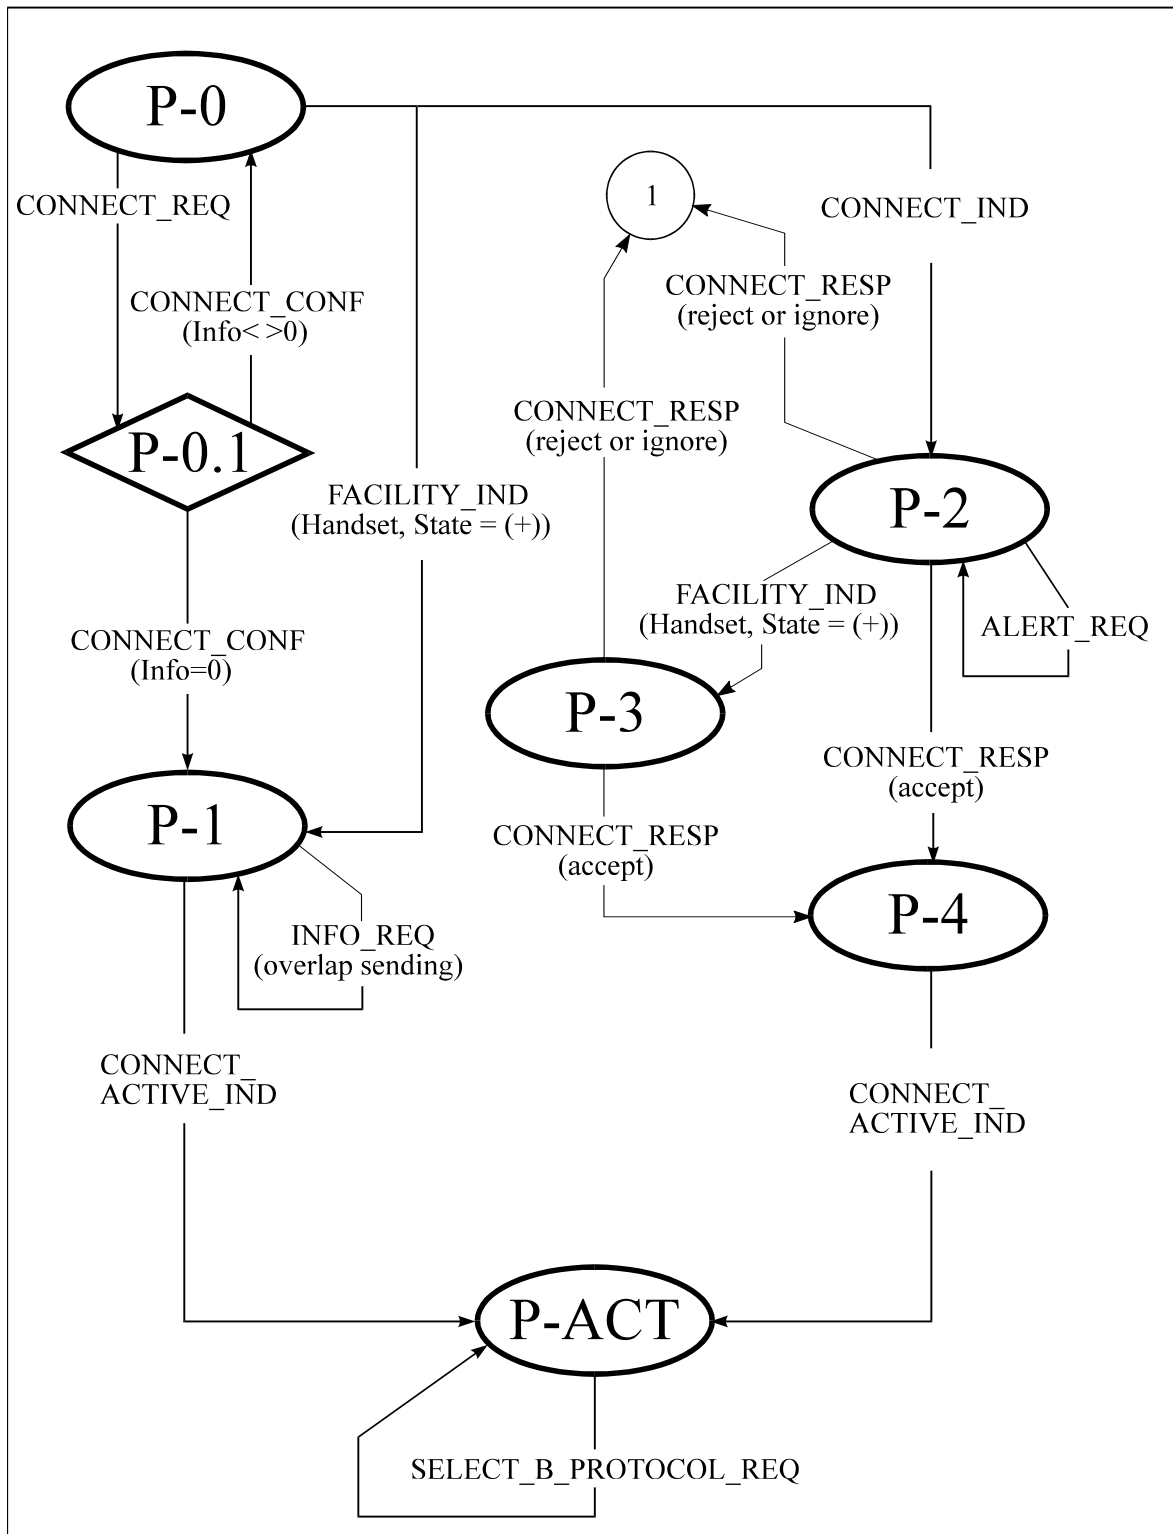 P-0
1
CONNECT_REQ
CONNECT_IND
CONNECT_RESP
(reject or ignore)
CONNECT_CONF
(Info< >0)
CONNECT_RESP
(reject or ignore)
P-0.1
FACILITY_IND
(Handset, State = (+))
P-2
FACILITY_IND
(Handset, State = (+))
ALERT_REQ
CONNECT_CONF
(Info=0)
P-3
CONNECT_RESP
(accept)
P-1
CONNECT_RESP
(accept)
P-4
INFO_REQ
(overlap sending)
CONNECT_
ACTIVE_IND
CONNECT_
ACTIVE_IND
P-ACT
SELECT_B_PROTOCOL_REQ